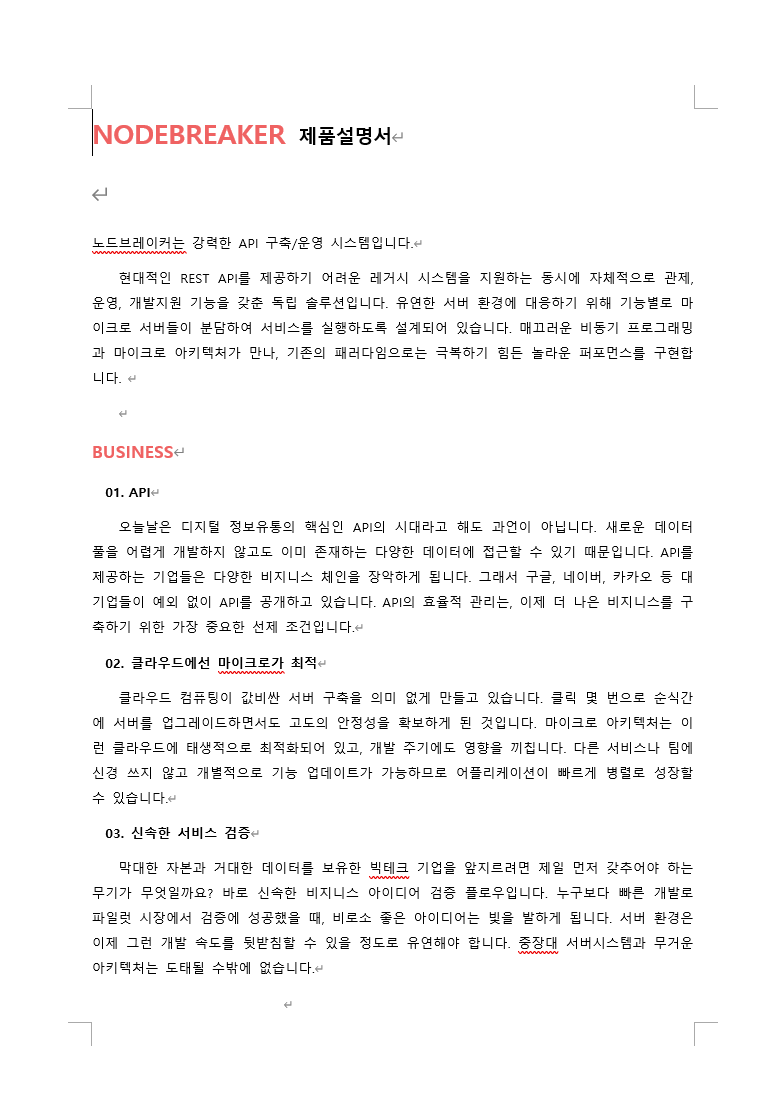 NODEBREAKER 제품설명서
노드브레이커는 강력한 API 구축/운영 시스템입니다.
현대적인 REST API를 제공하기 어려운 레거시 시스템을 지원하는 동시에 자체적으로 관제,
운영, 개발지원 기능을 갖춘 독립 솔루션입니다. 유연한 서버 환경에 대응하기 위해 기능별로 마
이크로 서버들이 분담하여 서비스를 실행하도록 설계되어 있습니다. 매끄러운 비동기 프로그래밍
과 마이크로 아키텍처가 만나, 기존의 패러다임으로는 극복하기 힘든 놀라운 퍼포먼스를 구현합
니다.
BUSINESS
01. API
오늘날은 디지털 정보유통의 핵심인 API의 시대라고 해도 과언이 아닙니다. 새로운 데이터
풀을 어렵게 개발하지 않고도 이미 존재하는 다양한 데이터에 접근할 수 있기 때문입니다. API를
제공하는 기업들은 다양한 비지니스 체인을 장악하게 됩니다. 그래서 구글, 네이버, 카카오 등 대
기업들이 예외 없이 API를 공개하고 있습니다. API의 효율적 관리는, 이제 더 나은 비지니스를 구
축하기 위한 가장 중요한 선제 조건입니다.
02. 클라우드에선 마이크로가 최적
클라우드 컴퓨팅이 값비싼 서버 구축을 의미 없게 만들고 있습니다. 클릭 몇 번으로 순식간
에 서버를 업그레이드하면서도 고도의 안정성을 확보하게 된 것입니다. 마이크로 아키텍처는 이
런 클라우드에 태생적으로 최적화되어 있고, 개발 주기에도 영향을 끼칩니다. 다른 서비스나 팀에
신경 쓰지 않고 개별적으로 기능 업데이트가 가능하므로 어플리케이션이 빠르게 병렬로 성장할
수 있습니다.
03. 신속한 서비스 검증
막대한 자본과 거대한 데이터를 보유한 빅테크 기업을 앞지르려면 제일 먼저 갖추어야 하는
무기가 무엇일까요? 바로 신속한 비지니스 아이디어 검증 플로우입니다. 누구보다 빠른 개발로
파일럿 시장에서 검증에 성공했을 때, 비로소 좋은 아이디어는 빛을 발하게 됩니다. 서버 환경은
이제 그런 개발 속도를 뒷받침할 수 있을 정도로 유연해야 합니다. 중장대 서버시스템과 무거운
아키텍처는 도태될 수밖에 없습니다.